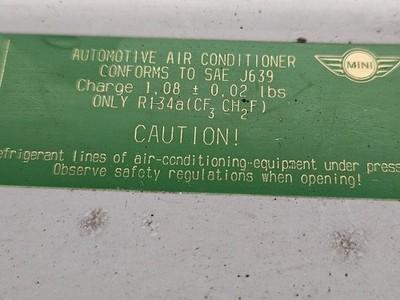 AUTOMOTIVE AIR CONDITIONER
CONFORMS TO SAE J639
Charge 1,08 ± 0,02 lbs
ONLY R134a(CF3 CH2F)
MINI
CAUTION!
efrigerant lines of air-conditioning-equipment under press
Observe safety regulations when opening!